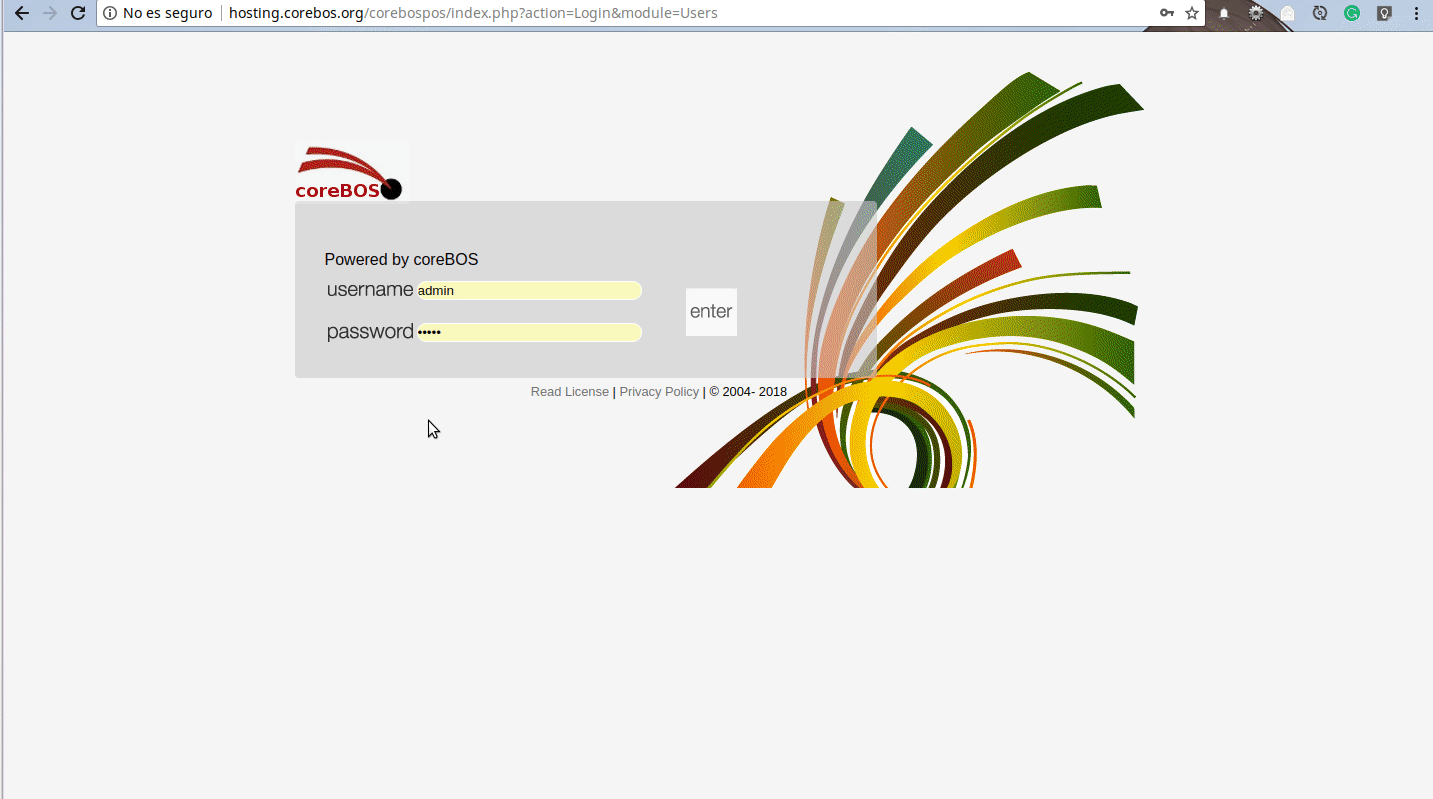 No es seguro hosting.corebos.org/corebospos/index.php?action=Login&module=Users
coreBOS
Powered by coreBOS
username admin
enter
password •••••
Read License | Privacy Policy | © 2004- 2018